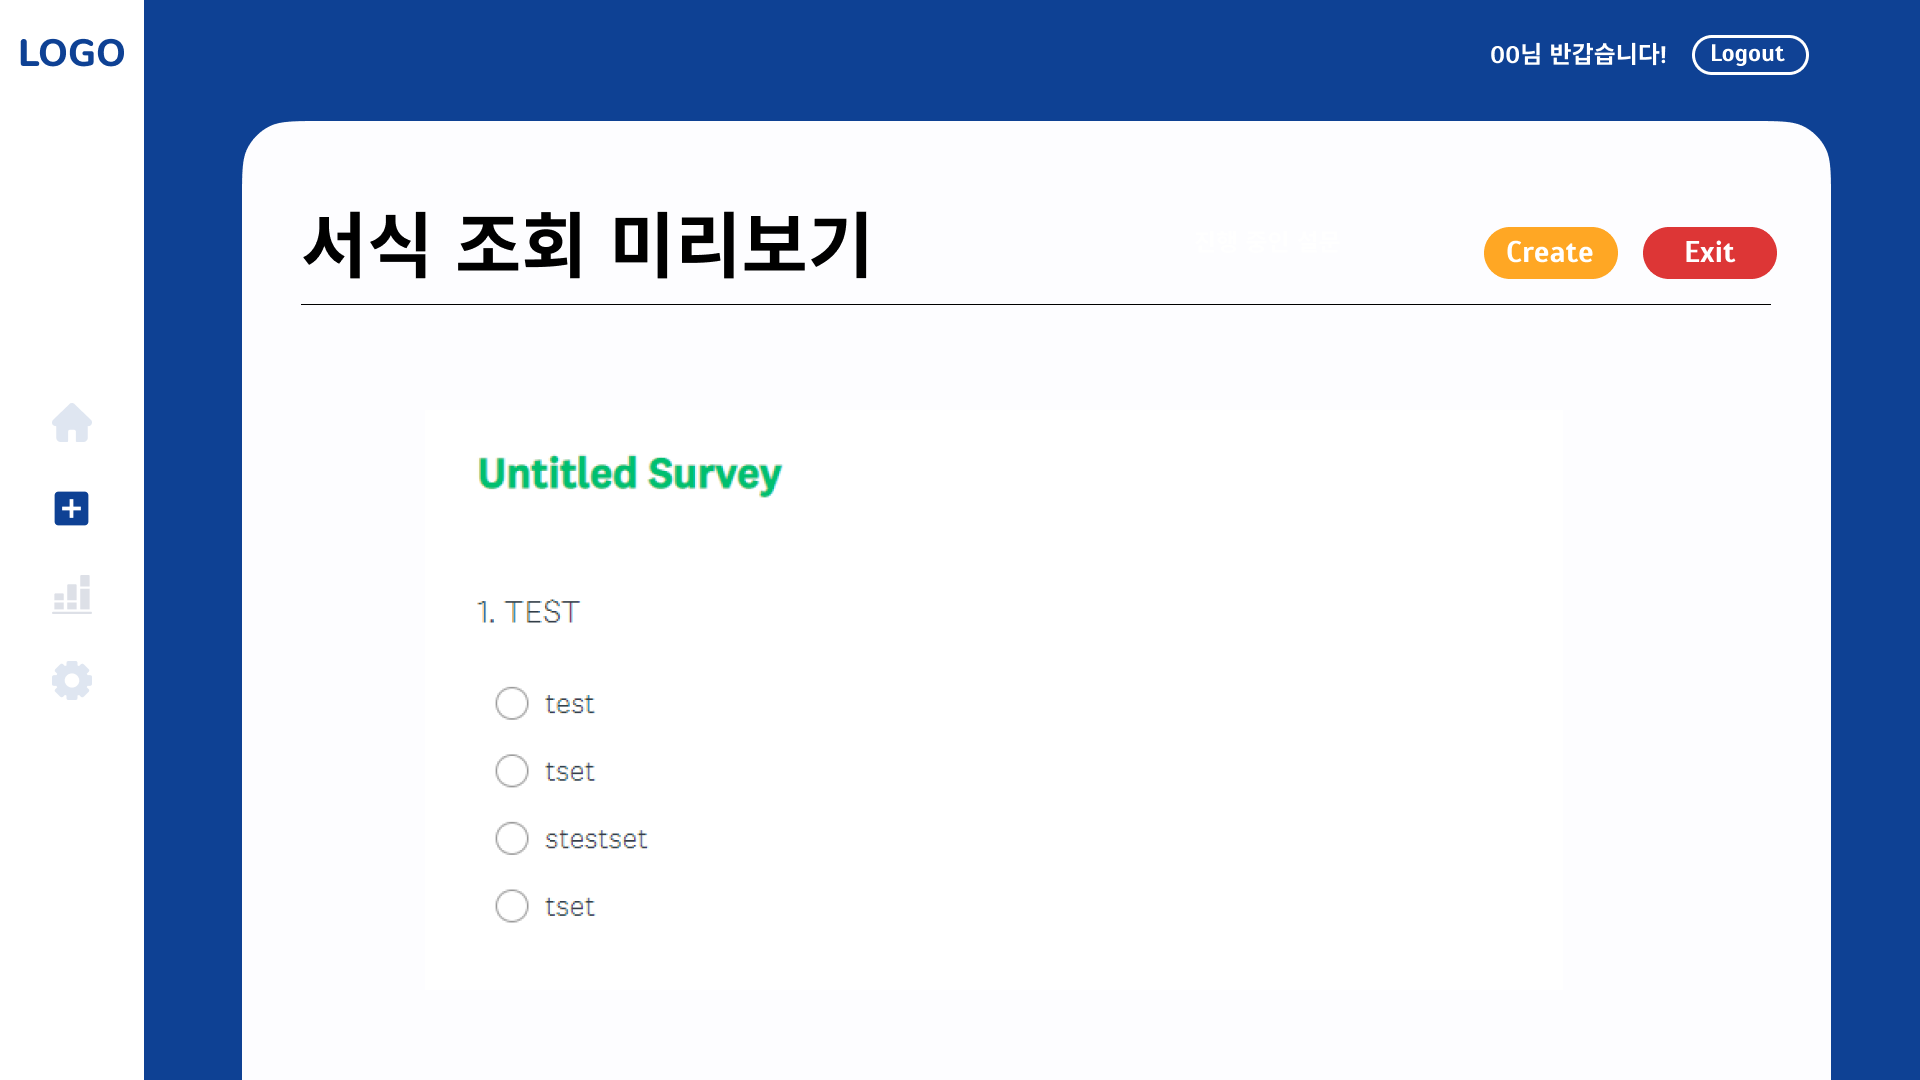 LOGO
00님 반갑습니다!
Logout
서식 조회 미리보기
Create
Exit
Untitled Survey
1. TEST
test
tset
stestset
tset